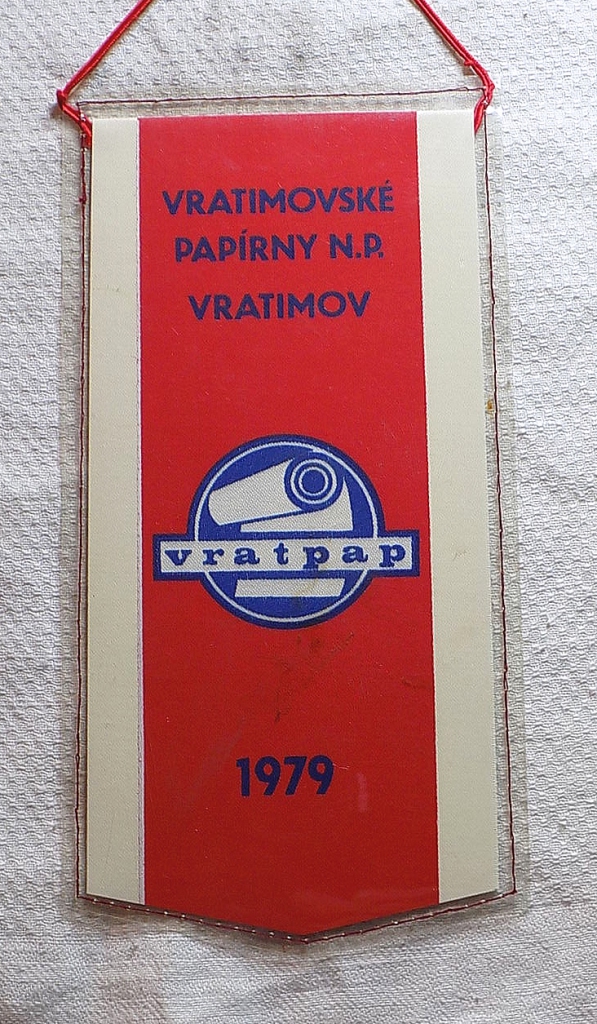 VRATIMOVSKÉ
PAPÍRNY N.P.
VRATIMOV
vratpap
1979